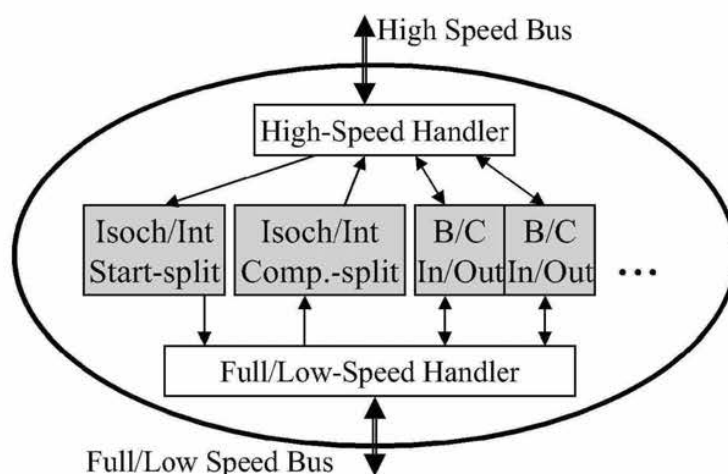 High Speed Bus
High-Speed Handler
Isoch/Int
Start-split
Isoch/Int
Comp.-split
B/C
In/Out
B/C
In/Out
...
Full/Low-Speed Handler
Full/Low Speed Bus